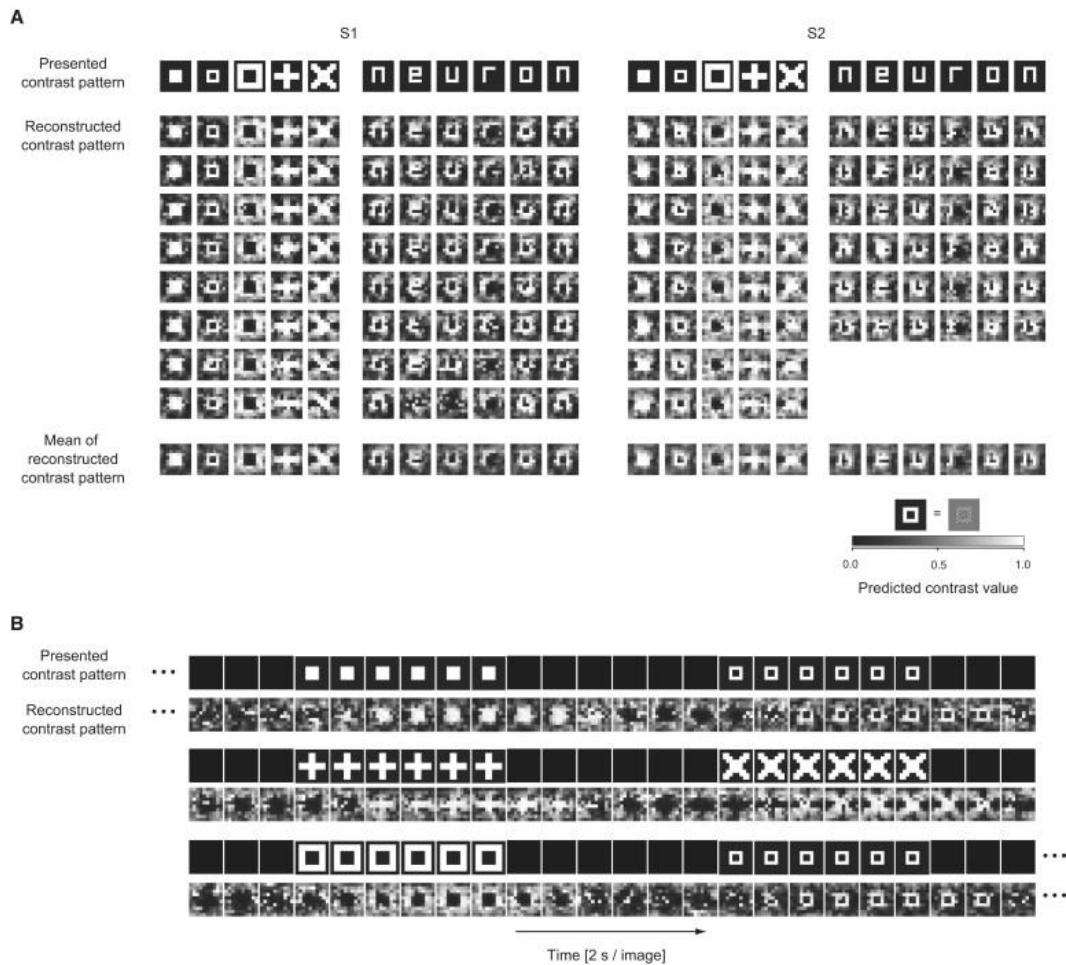 A
S1
S2
Presented
contrast pattern
n e u r o n
n e u r o n
Reconstructed
contrast pattern
Mean of
reconstructed
contrast pattern
=
0.0 0.5 1.0
Predicted contrast value
B
Presented
contrast pattern
Reconstructed
contrast pattern
Time [2 s / image]